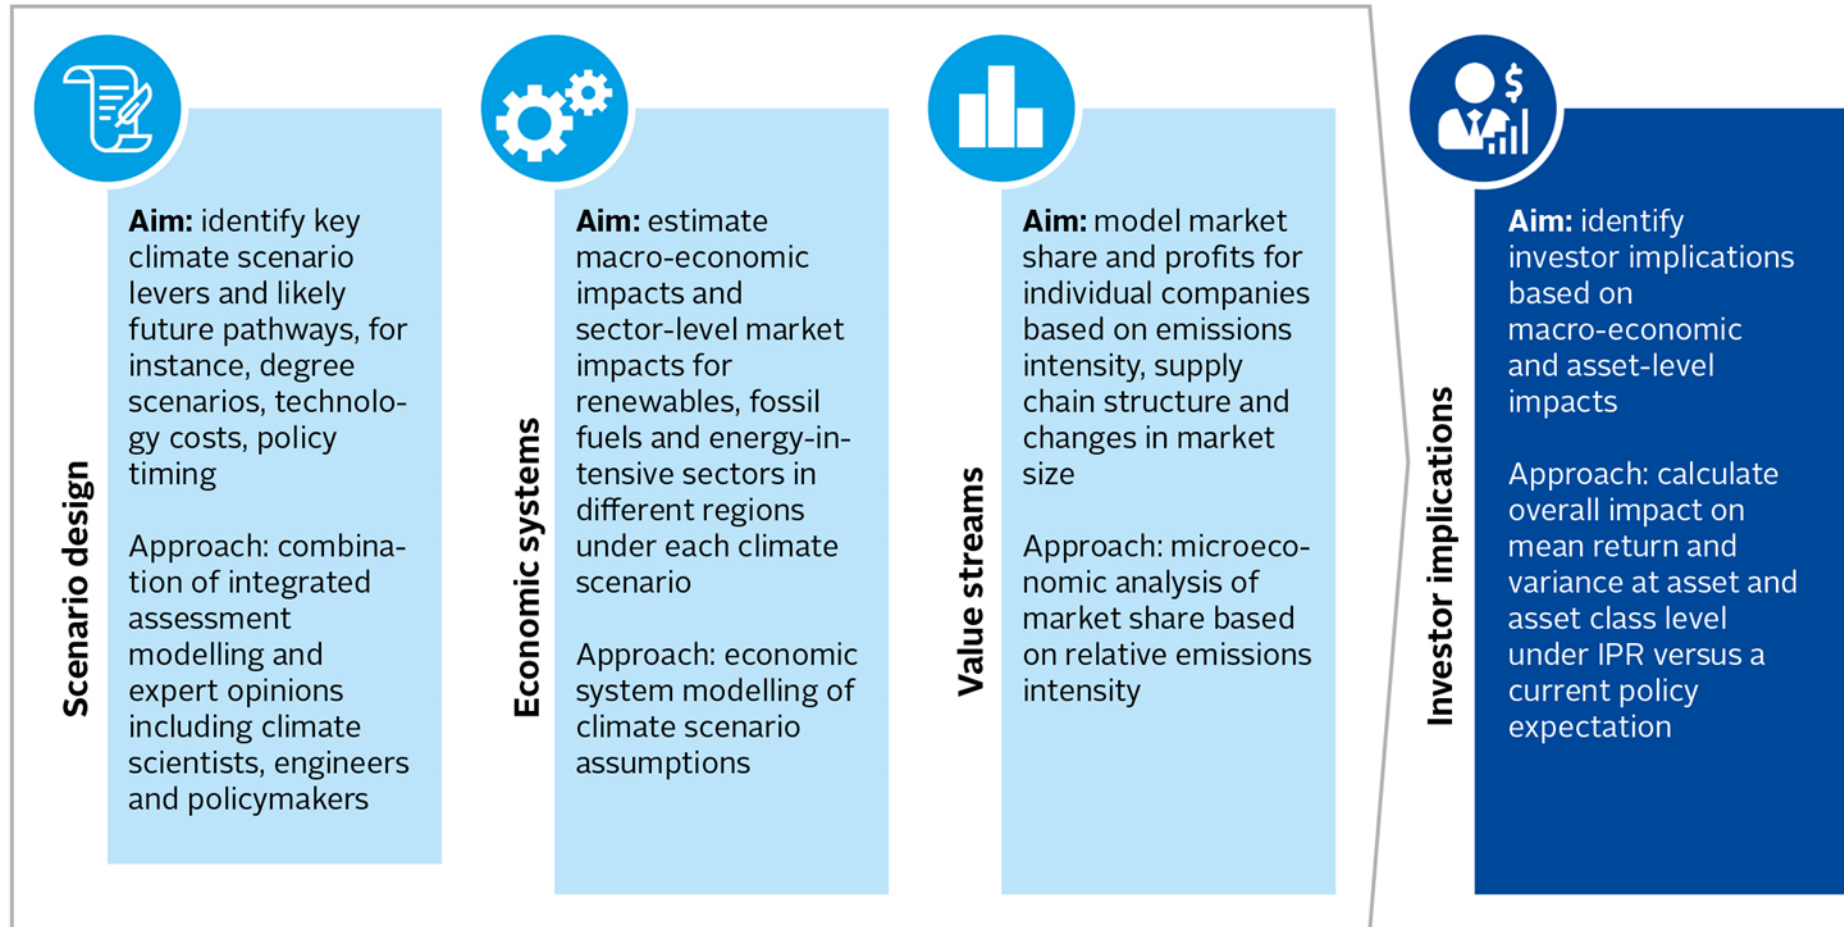 Scenario design
Aim: identify key
climate scenario
levers and likely
future pathways, for
instance, degree
scenarios, technolo-
gy costs, policy
timing
Approach: combina-
tion of integrated
assessment
modelling and
expert opinions
including climate
scientists, engineers
and policymakers
Economic systems
Aim: estimate
macro-economic
impacts and
sector-level market
impacts for
renewables, fossil
fuels and energy-in-
tensive sectors in
different regions
under each climate
scenario
Approach: economic
system modelling of
climate scenario
assumptions
Value streams
Aim: model market
share and profits for
individual companies
based on emissions
intensity, supply
chain structure and
changes in market
size
Approach: microeco-
nomic analysis of
market share based
on relative emissions
intensity
$
Investor implications
Aim: identify
investor implications
based on
macro-economic
and asset-level
impacts
Approach: calculate
overall impact on
mean return and
variance at asset and
asset class level
under IPR versus a
current policy
expectation